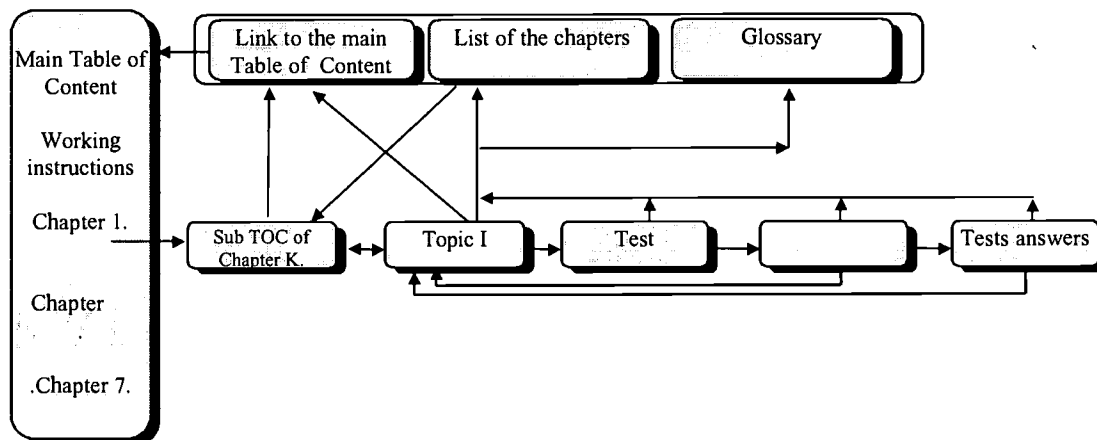 Main Table of
Content
Working
instructions
Chapter 1.
Chapter
.Chapter 7.
Link to the main
Table of Content
List of the chapters
Glossary
Sub TOC of
Chapter K.
Topic I
Test
Tests answers